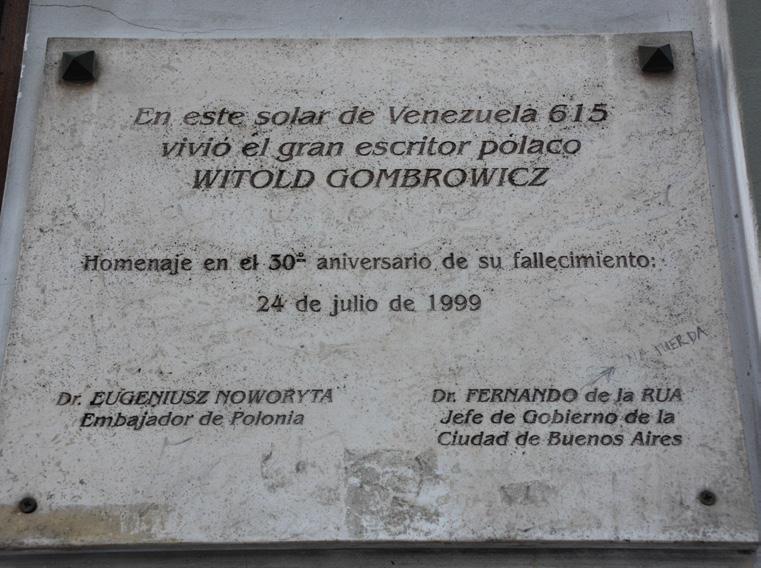 En este solar de Venezuela 615
vivió el gran escritor polaco
WITOLD GOMBROWICZ
Homenaje en el 30º aniversario de su fallecimiento:
24 de julio de 1999
Dr. EUGENIUSZ NOWORYTA
Embajador de Polonia
Dr. FERNANDO de la RUA
Jefe de Gobierno de la
Ciudad de Buenos Aires